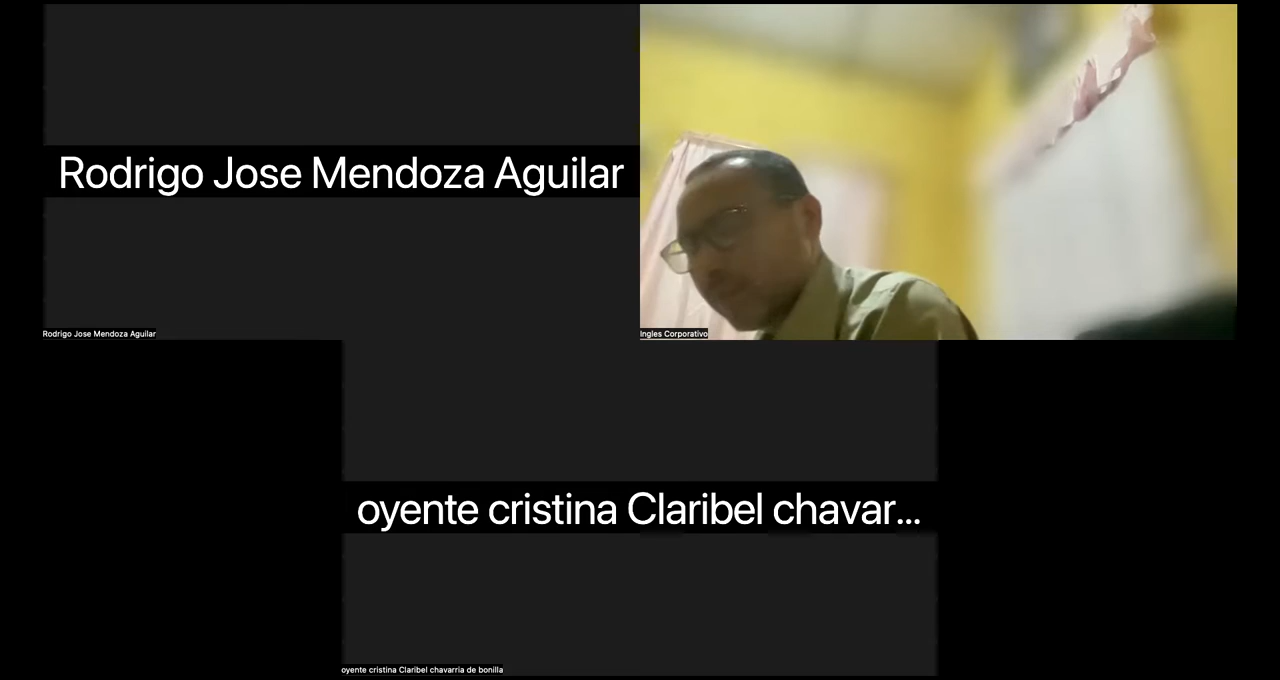 Rodrigo Jose Mendoza Aguilar
Rodrigo Jose Mendoza Aguilar
Ingles Corporativo
oyente cristina Claribel chavar...
oyente cristina Claribel chavarria de bonilla